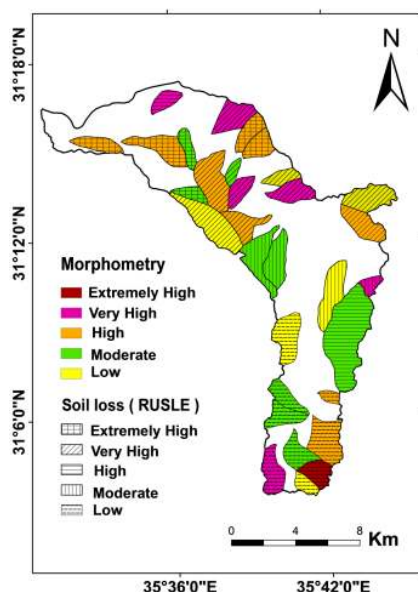 N
31°18'0"N
31°12'0"N
31°6'0"N
Morphometry
Extremely High
Very High
High
Moderate
Low
Soil loss ( RUSLE )
Extremely High
Very High
High
Moderate
Low
0 4 8
Km
35°36'0"E 35°42'0"E